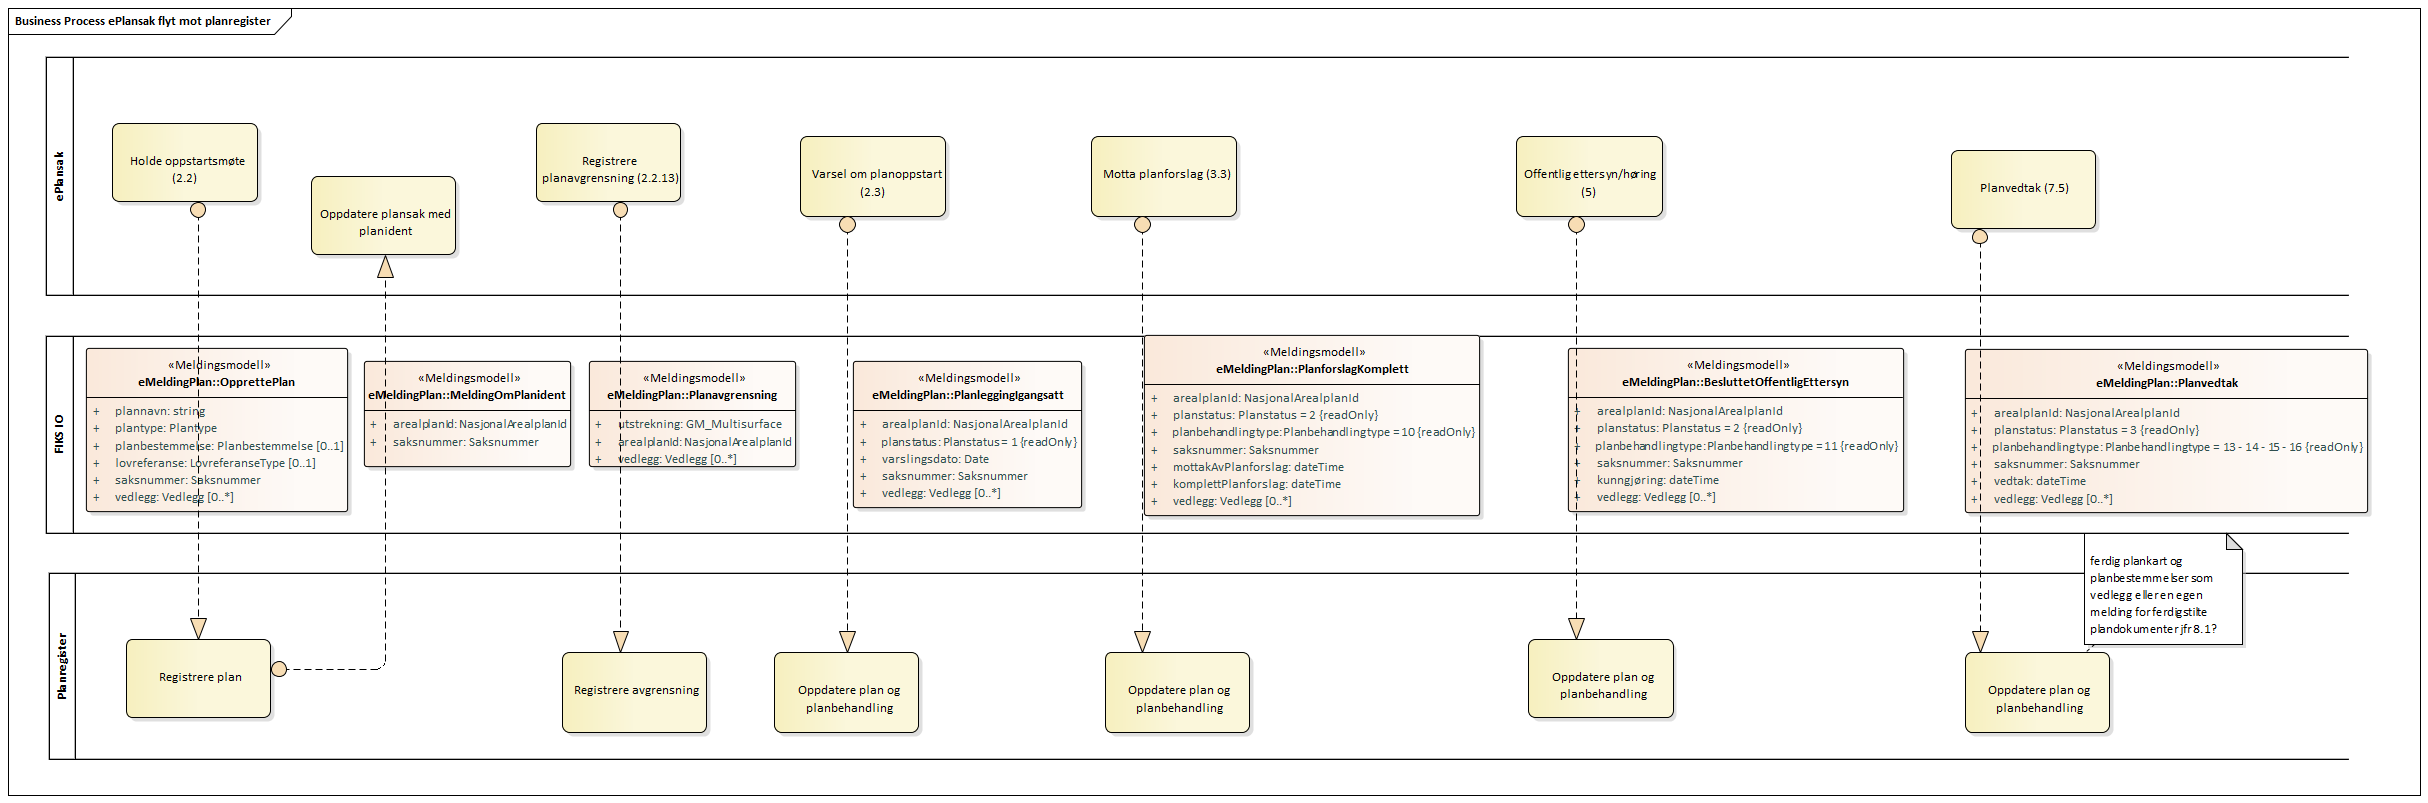 Business Process ePlansak flyt mot planregister
ePlansak
Holde oppstartsmøte
(2.2)
Oppdatere plansak med
planident
Registrere
planavgrensning (2.2.13)
Varsel om planoppstart
(2.3)
Motta planforslag (3.3)
Offentlig ettersyn/høring
(5)
Planvedtak (7.5)
FIKS IO
«Meldingsmodell»
eMeldingPlan::OpprettePlan
+ plannavn: string
+ plantype: Plantype
+ planbestemmelse: Planbestemmelse [0..1]
+ lovreferanse: LovreferanseType [0..1]
+ saksnummer: Saksnummer
+ vedlegg: Vedlegg [0..*]
«Meldingsmodell»
eMeldingPlan::MeldingOmPlanident
+ arealplanId: NasjonalArealplanId
+ saksnummer: Saksnummer
«Meldingsmodell»
eMeldingPlan::Planavgrensning
+ utstrekning: GM_Multisurface
+ arealplanId: NasjonalArealplanId
+ vedlegg: Vedlegg [0..*]
«Meldingsmodell»
eMeldingPlan::PlanleggingIgangsatt
+ arealplanId: NasjonalArealplanId
+ planstatus: Planstatus = 1 {readOnly}
+ varslingsdato: Date
+ saksnummer: Saksnummer
+ vedlegg: Vedlegg [0..*]
«Meldingsmodell»
eMeldingPlan::PlanforslagKomplett
+ arealplanId: NasjonalArealplanId
+ planstatus: Planstatus = 2 {readOnly}
+ planbehandlingtype: Planbehandlingtype = 10 {readOnly}
+ saksnummer: Saksnummer
+ mottakAvPlanforslag: dateTime
+ komplettPlanforslag: dateTime
+ vedlegg: Vedlegg [0..*]
«Meldingsmodell»
eMeldingPlan::BesluttetOffentligEttersyn
+ arealplanId: NasjonalArealplanId
+ planstatus: Planstatus = 2 {readOnly}
+ planbehandlingtype: Planbehandlingtype = 11 {readOnly}
+ saksnummer: Saksnummer
+ kunngjøring: dateTime
+ vedlegg: Vedlegg [0..*]
«Meldingsmodell»
eMeldingPlan::Planvedtak
+ arealplanId: NasjonalArealplanId
+ planstatus: Planstatus = 3 {readOnly}
+ planbehandlingtype: Planbehandlingtype = 13 - 14 - 15 - 16 {readOnly}
+ saksnummer: Saksnummer
+ vedtak: dateTime
+ vedlegg: Vedlegg [0..*]
ferdig plankart og
planbestemmelser som
vedlegg eller en egen
melding for ferdigstilte
plandokumenter jfr 8.1?
Planregister
Registrere plan
Registrere avgrensning
Oppdatere plan og
planbehandling
Oppdatere plan og
planbehandling
Oppdatere plan og
planbehandling
Oppdatere plan og
planbehandling